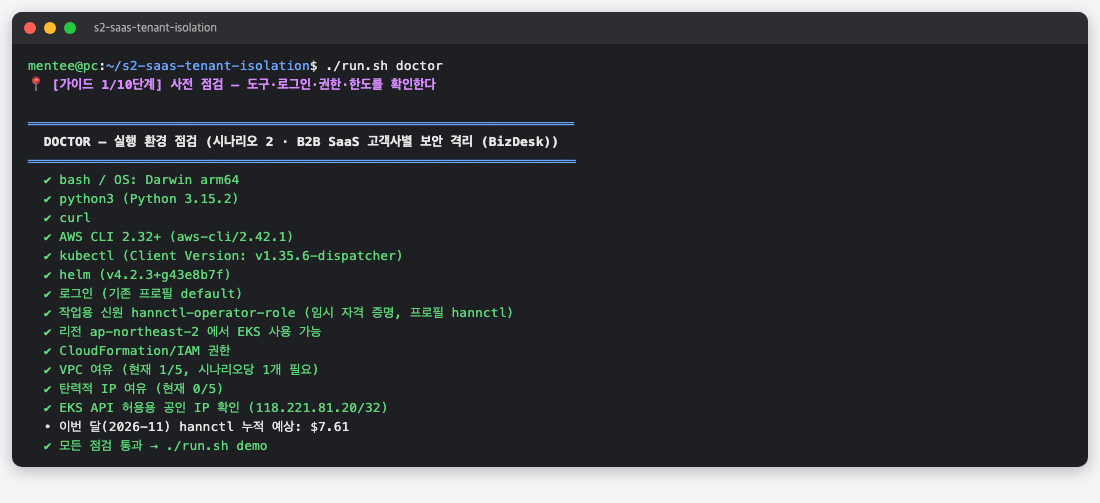 s2-saas-tenant-isolation
mentee@pc:~/s2-saas-tenant-isolation$ ./run.sh doctor
📍 [가이드 1/10단계] 사전 점검 — 도구·로그인·권한·한도를 확인한다
DOCTOR — 실행 환경 점검 (시나리오 2 · B2B SaaS 고객사별 보안 격리 (BizDesk))
✔ bash / OS: Darwin arm64
✔ python3 (Python 3.15.2)
✔ curl
✔ AWS CLI 2.32+ (aws-cli/2.42.1)
✔ kubectl (Client Version: v1.35.6-dispatcher)
✔ helm (v4.2.3+g43e8b7f)
✔ 로그인 (기존 프로필 default)
✔ 작업용 신원 hannctl-operator-role (임시 자격 증명, 프로필 hannctl)
✔ 리전 ap-northeast-2 에서 EKS 사용 가능
✔ CloudFormation/IAM 권한
✔ VPC 여유 (현재 1/5, 시나리오당 1개 필요)
✔ 탄력적 IP 여유 (현재 0/5)
✔ EKS API 허용용 공인 IP 확인 (118.221.81.20/32)
• 이번 달(2026-11) hannctl 누적 예상: $7.61
✔ 모든 점검 통과 → ./run.sh demo